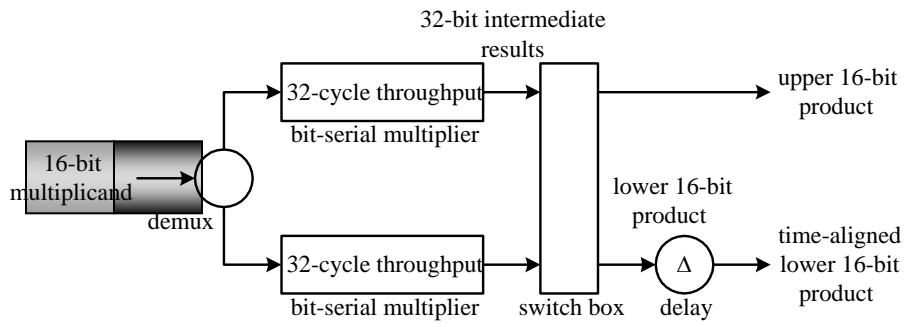 32-bit intermediate
results
32-cycle throughput
bit-serial multiplier
upper 16-bit
product
16-bit
multiplicand
demux
lower 16-bit
product
32-cycle throughput
bit-serial multiplier
switch box
Δ
delay
time-aligned
lower 16-bit
product